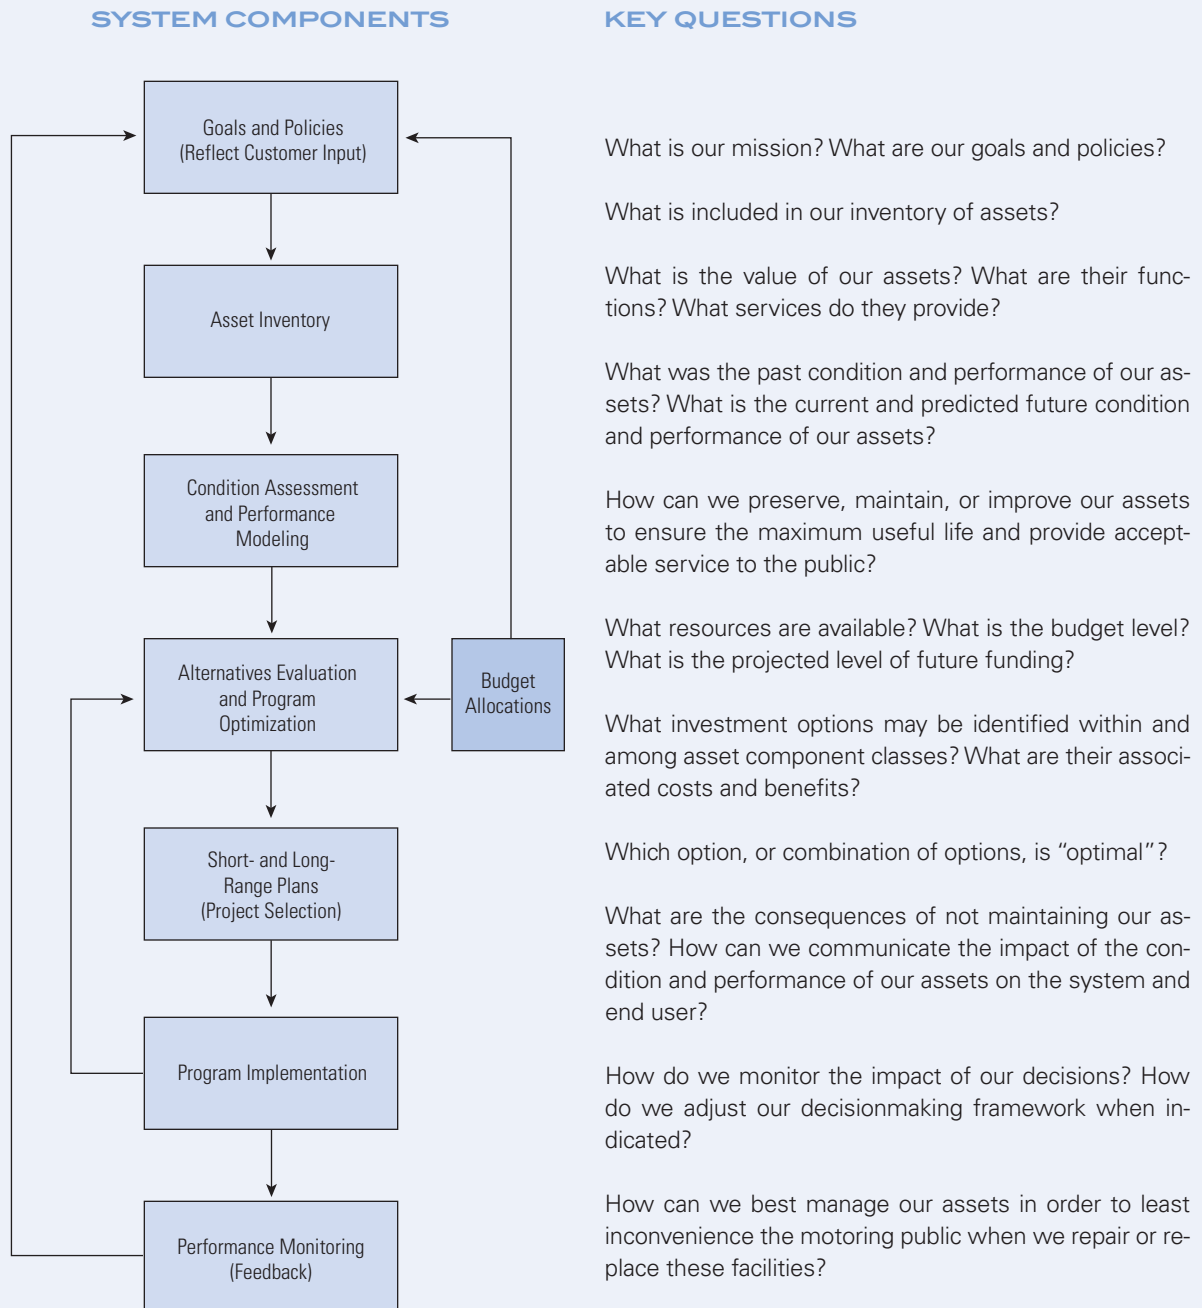 SYSTEM COMPONENTS
Goals and Policies
(Reflect Customer Input)
Asset Inventory
Condition Assessment
and Performance
Modeling
Alternatives Evaluation
and Program
Optimization
Budget
Allocations
Short- and Long-
Range Plans
(Project Selection)
Program Implementation
Performance Monitoring
(Feedback)
KEY QUESTIONS
What is our mission? What are our goals and policies?
What is included in our inventory of assets?
What is the value of our assets? What are their func-
tions? What services do they provide?
What was the past condition and performance of our as-
sets? What is the current and predicted future condition
and performance of our assets?
How can we preserve, maintain, or improve our assets
to ensure the maximum useful life and provide accept-
able service to the public?
What resources are available? What is the budget level?
What is the projected level of future funding?
What investment options may be identified within and
among asset component classes? What are their associ-
ated costs and benefits?
Which option, or combination of options, is “optimal”?
What are the consequences of not maintaining our as-
sets? How can we communicate the impact of the con-
dition and performance of our assets on the system and
end user?
How do we monitor the impact of our decisions? How
do we adjust our decisionmaking framework when in-
dicated?
How can we best manage our assets in order to least
inconvenience the motoring public when we repair or re-
place these facilities?